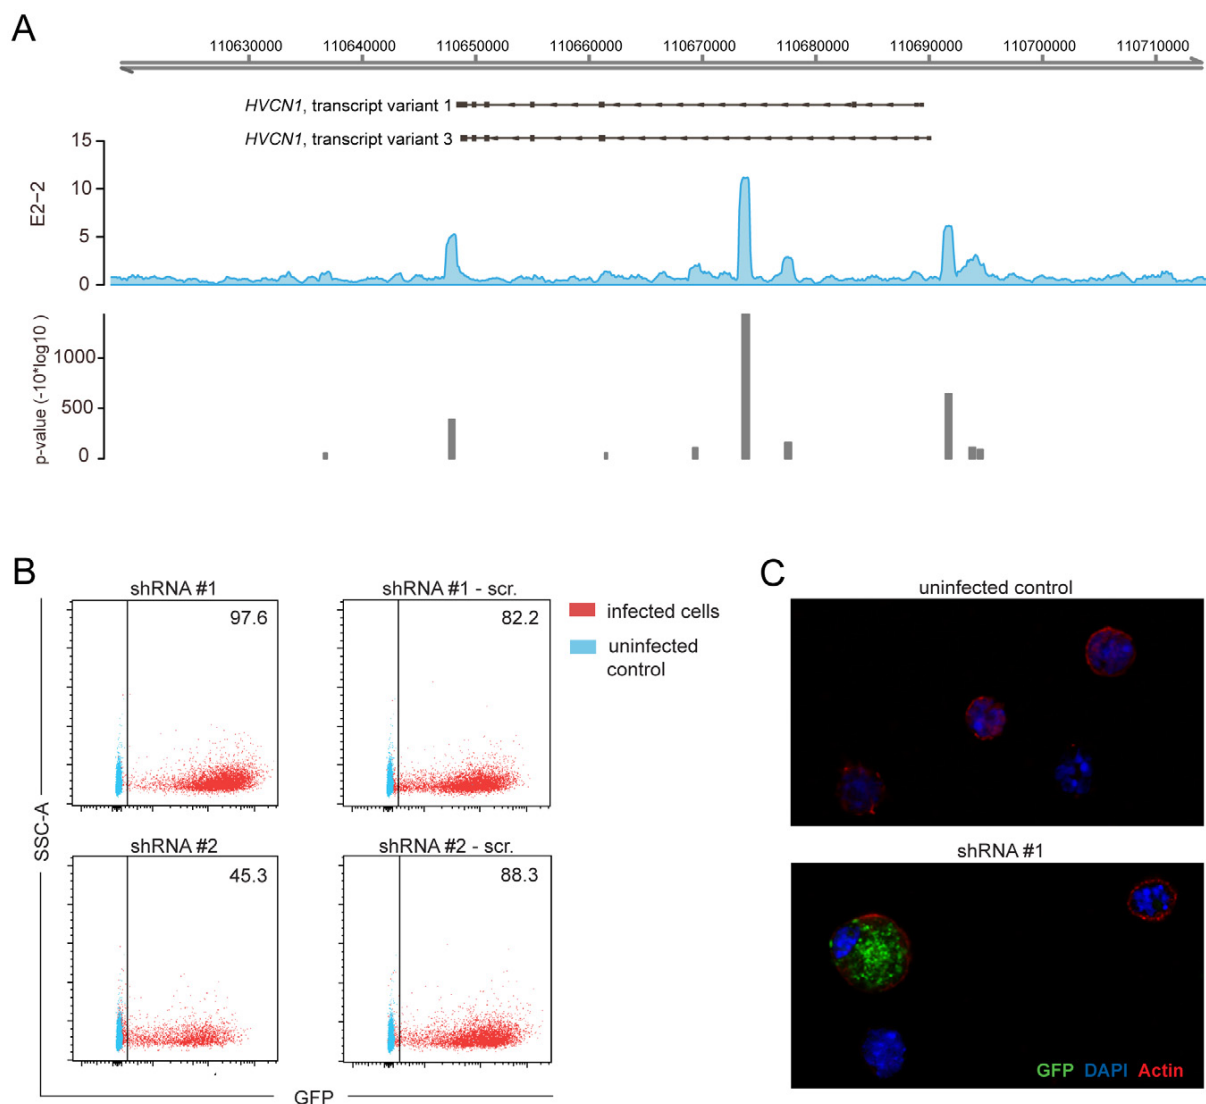 A
110630000 110640000 110650000 110660000 110670000 110680000 110690000 110700000 110710000
HVCN1, transcript variant 1
HVCN1, transcript variant 3
15
10
5
0
E2−2
1000
500
0
p-value (-10*log10 )
B
shRNA #1
97.6
shRNA #1 - scr.
82.2
infected cells
uninfected
control
shRNA #2
45.3
shRNA #2 - scr.
88.3
SSC-A
GFP
C
uninfected control
shRNA #1
GFP DAPI Actin